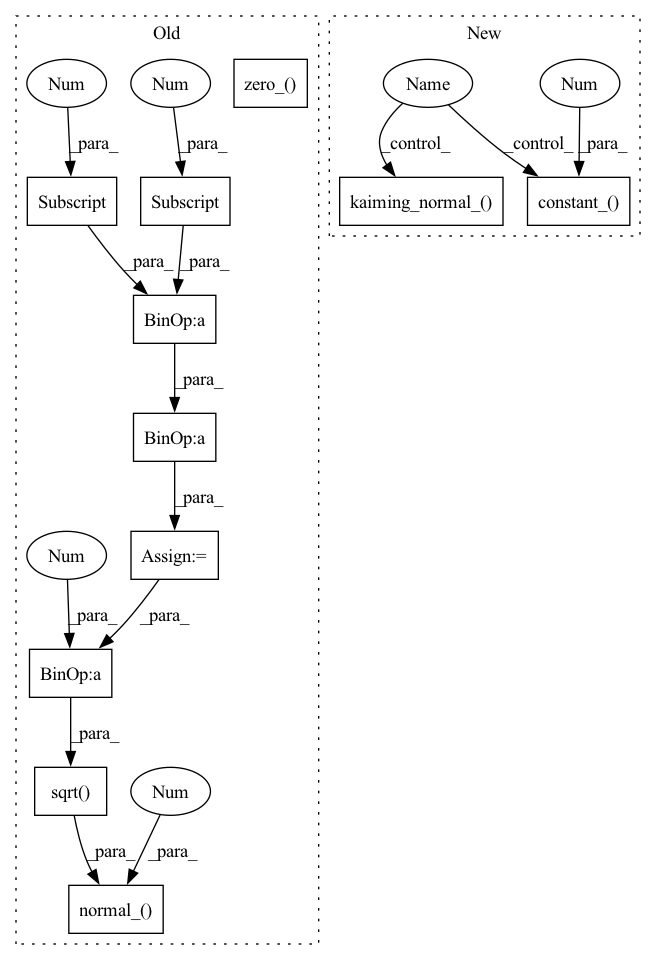 Old
New
Num
Num
zero_()
Name
Num
_para_
_para_
_control_
_control_
_para_
Subscript
Subscript
kaiming_normal_()
constant_()
_para_
_para_
BinOp:a
_para_
BinOp:a
_para_
Num
Assign:=
_para_
_para_
BinOp:a
_para_
sqrt()
Num
_para_
_para_
normal_()